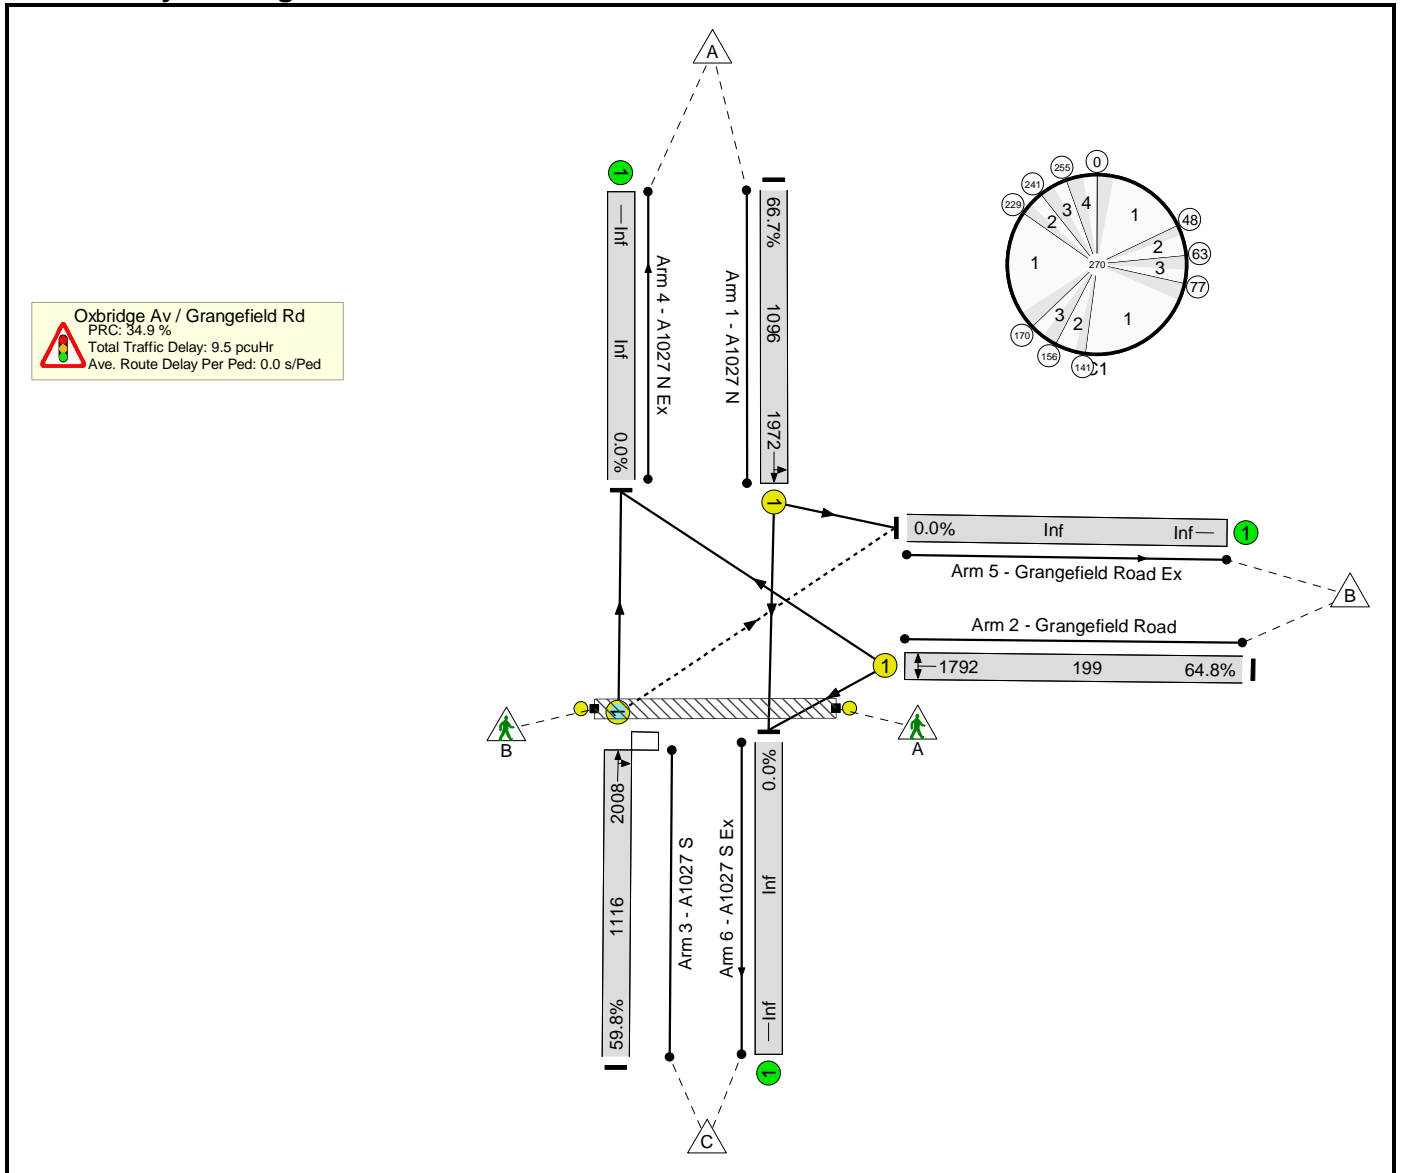 A
255
0
241
229
48
63
77
170
156
141
C1
270
1
2
3
1
2
3
1
2
3
4
1
Inf
Inf
0.0%
Arm 4 - A1027 N Ex
Arm 1 - A1027 N
66.7%
1096
1972
1
Oxbridge Av / Grangefield Rd
PRC: 34.9 %
Total Traffic Delay: 9.5 pcuHr
Ave. Route Delay Per Ped: 0.0 s/Ped
0.0% Inf Inf
1
Arm 5 - Grangefield Road Ex
B
Arm 2 - Grangefield Road
1
1792 199 64.8%
1
B
A
2008
1116
59.8%
Arm 3 - A1027 S
Arm 6 - A1027 S Ex
0.0%
Inf
Inf
1
C